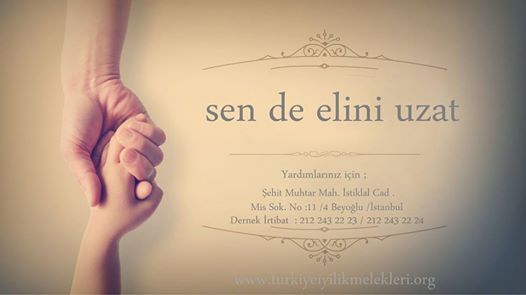 sen de elini uzat
Yardımlarınız için ;
Şehit Muhtar Mah. İstiklal Cad .
Mis Sok. No :11 /4 Beyoğlu /İstanbul
Dernek İrtibat : 212 243 22 23 / 212 243 22 24
www.turkiyeiyilikmelekleri.org